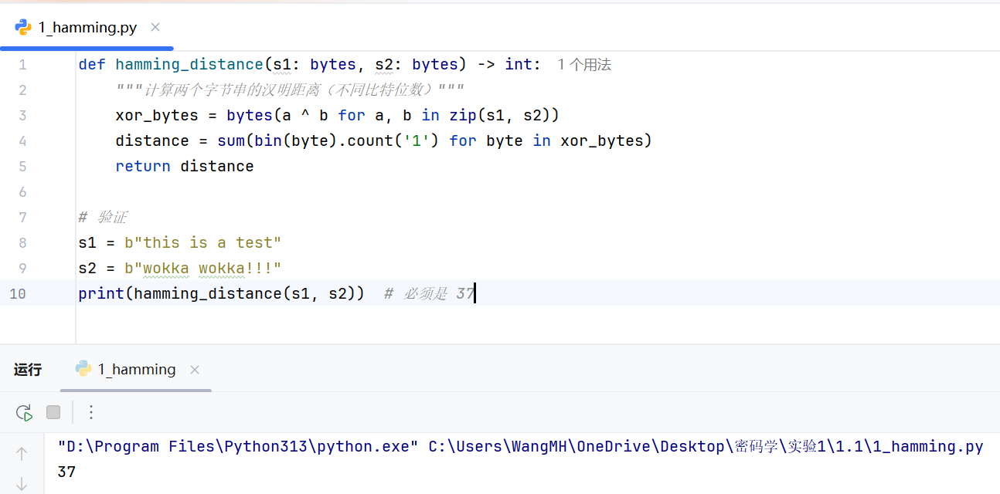 1_hamming.py
1 def hamming_distance(s1: bytes, s2: bytes) -> int: 1 个用法
2 """计算两个字节串的汉明距离（不同比特位数）"""
3 xor_bytes = bytes(a ^ b for a, b in zip(s1, s2))
4 distance = sum(bin(byte).count('1') for byte in xor_bytes)
5 return distance
6
7 # 验证
8 s1 = b"this is a test"
9 s2 = b"wokka wokka!!!"
10 print(hamming_distance(s1, s2)) # 必须是 37
运行 1_hamming
"D:\Program Files\Python313\python.exe" C:\Users\WangMH\OneDrive\Desktop\密码学\实验1\1.1\1_hamming.py
37